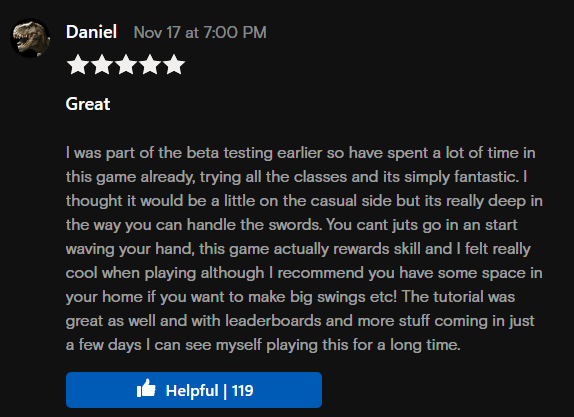 Daniel Nov 17 at 7:00 PM
Great
I was part of the beta testing earlier so have spent a lot of time in
this game already, trying all the classes and its simply fantastic. I
thought it would be a little on the casual side but its really deep in
the way you can handle the swords. You cant juts go in an start
waving your hand, this game actually rewards skill and I felt really
cool when playing although I recommend you have some space in
your home if you want to make big swings etc! The tutorial was
great as well and with leaderboards and more stuff coming in just
a few days I can see myself playing this for a long time.
Helpful | 119